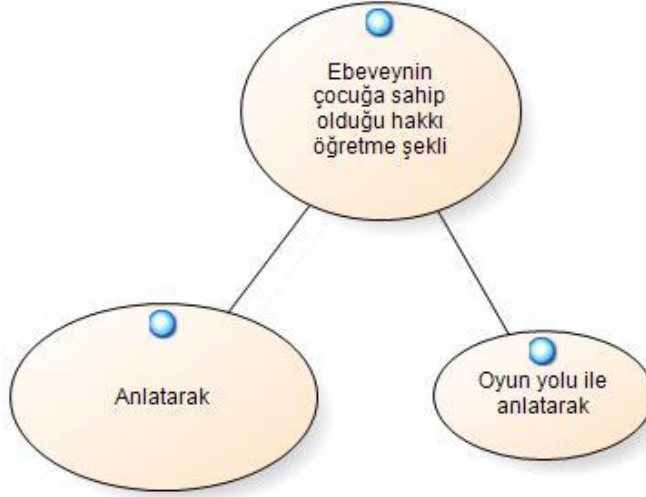 Ebeveynin
çocuğa sahip
olduğu hakkı
öğretme şekli
Anlatarak
Oyun yolu ile
anlatarak